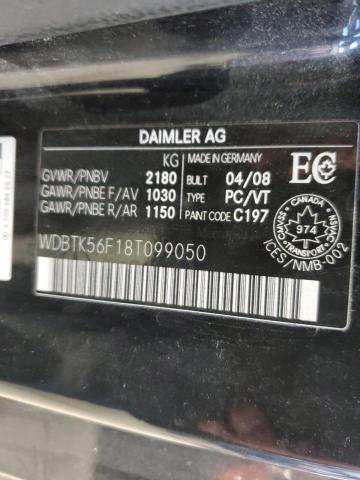 DAIMLER AG
KG MADE IN GERMANY
GVWR/PNBV 2180 BUILT 04/08
GAWR/PNBE F/AV 1030 TYPE PC/VT
GAWR/PNBE R/AR 1150 PAINT CODE C197
WDBTK56F18T099050
EC
CANADA
974
TRANSPORT
ICES/NMB-002